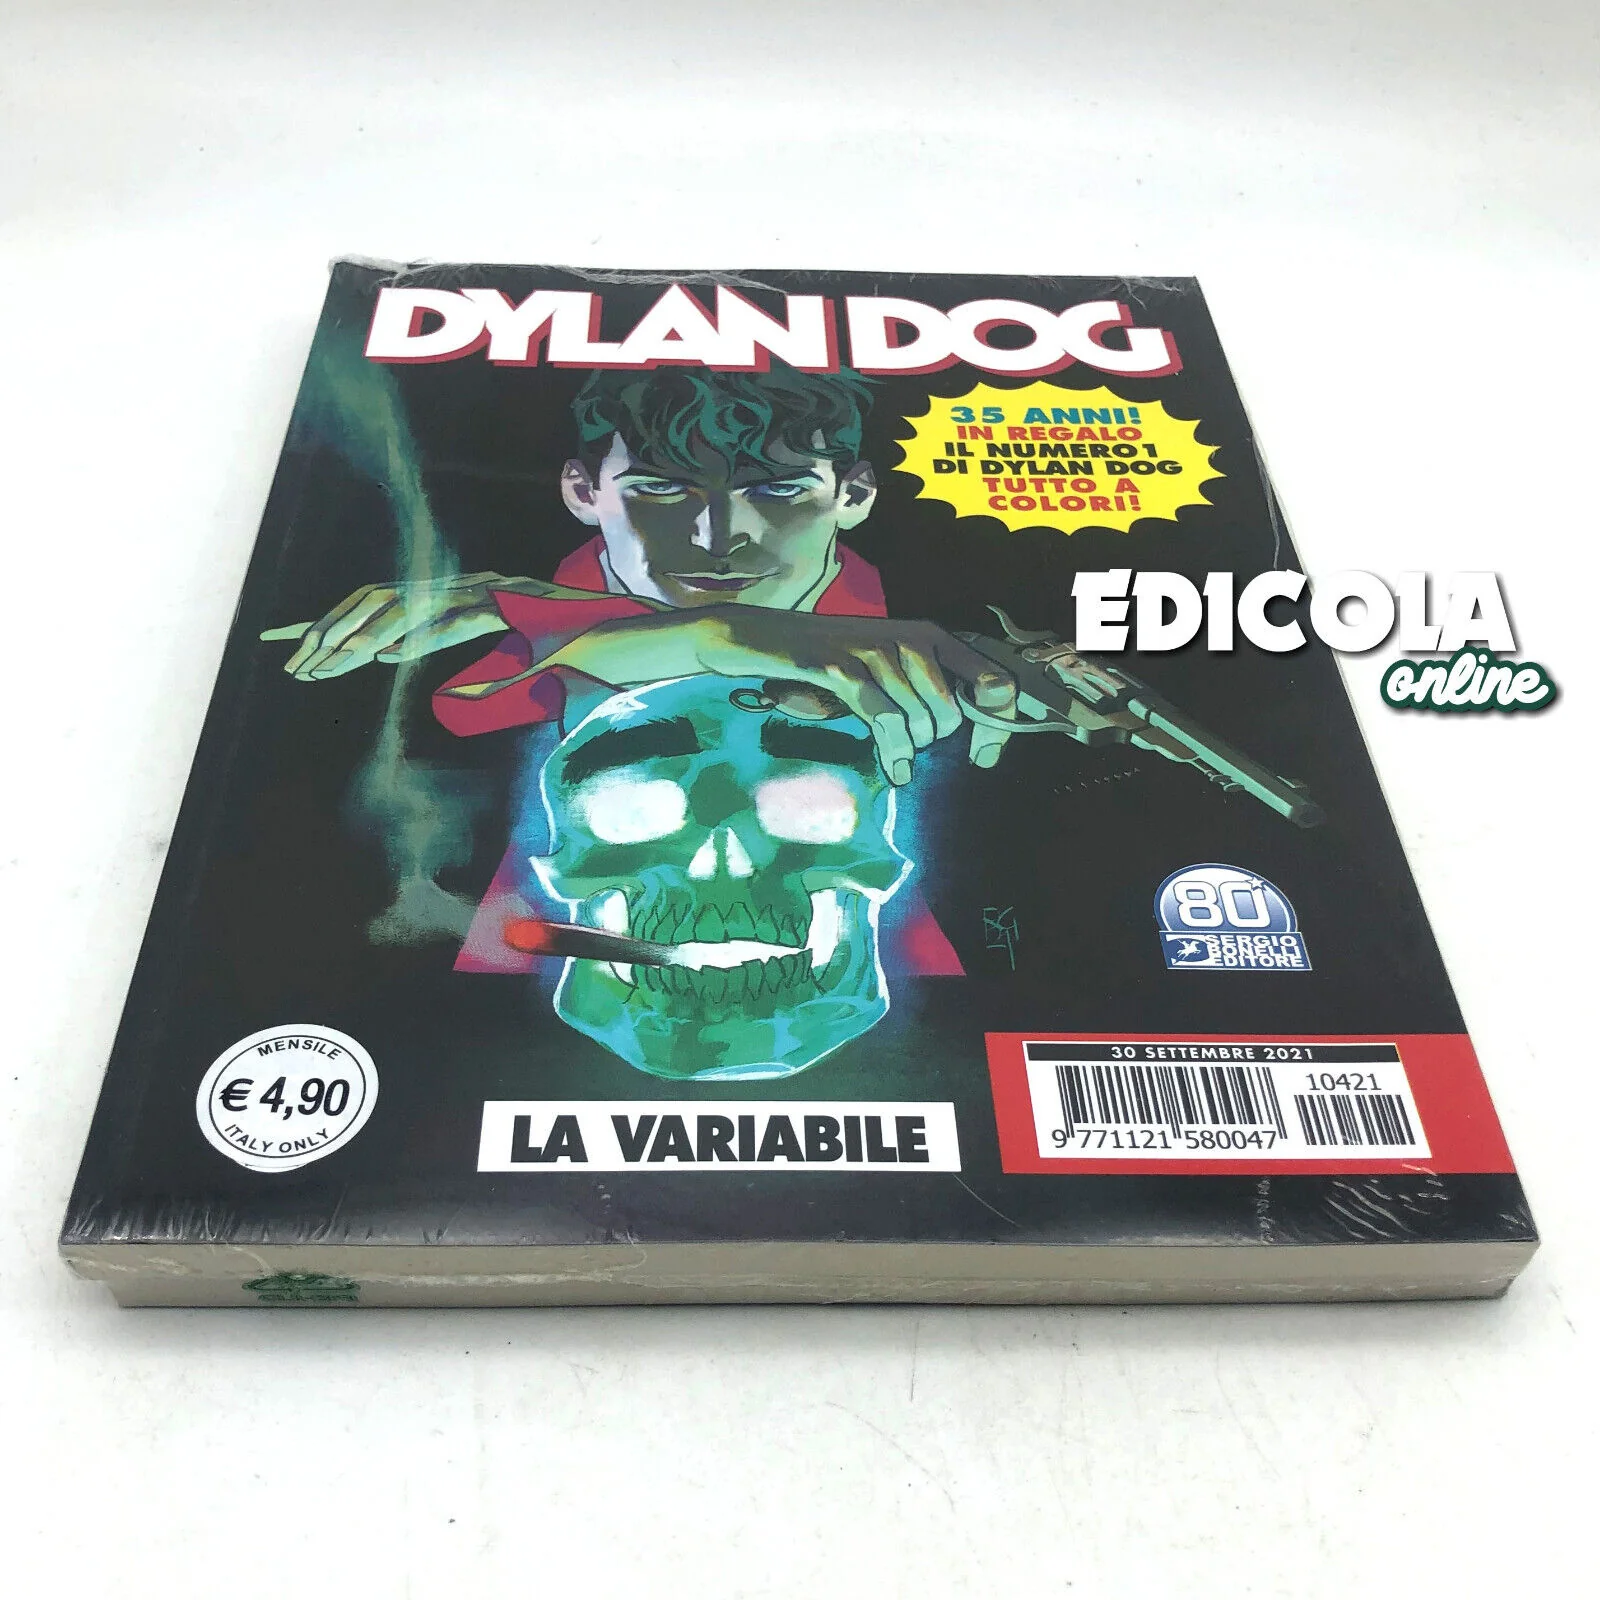 DYLAN DOG
35 ANNI!
IN REGALO
IL NUMERO 1
DI DYLAN DOG
TUTTO A
COLORI!
EDICOLA
online
80°
SERGIO
BONELLI
EDITORE
MENSILE
€ 4,90
ITALY ONLY
LA VARIABILE
30 SETTEMBRE 2021
10421
9 771121 580047